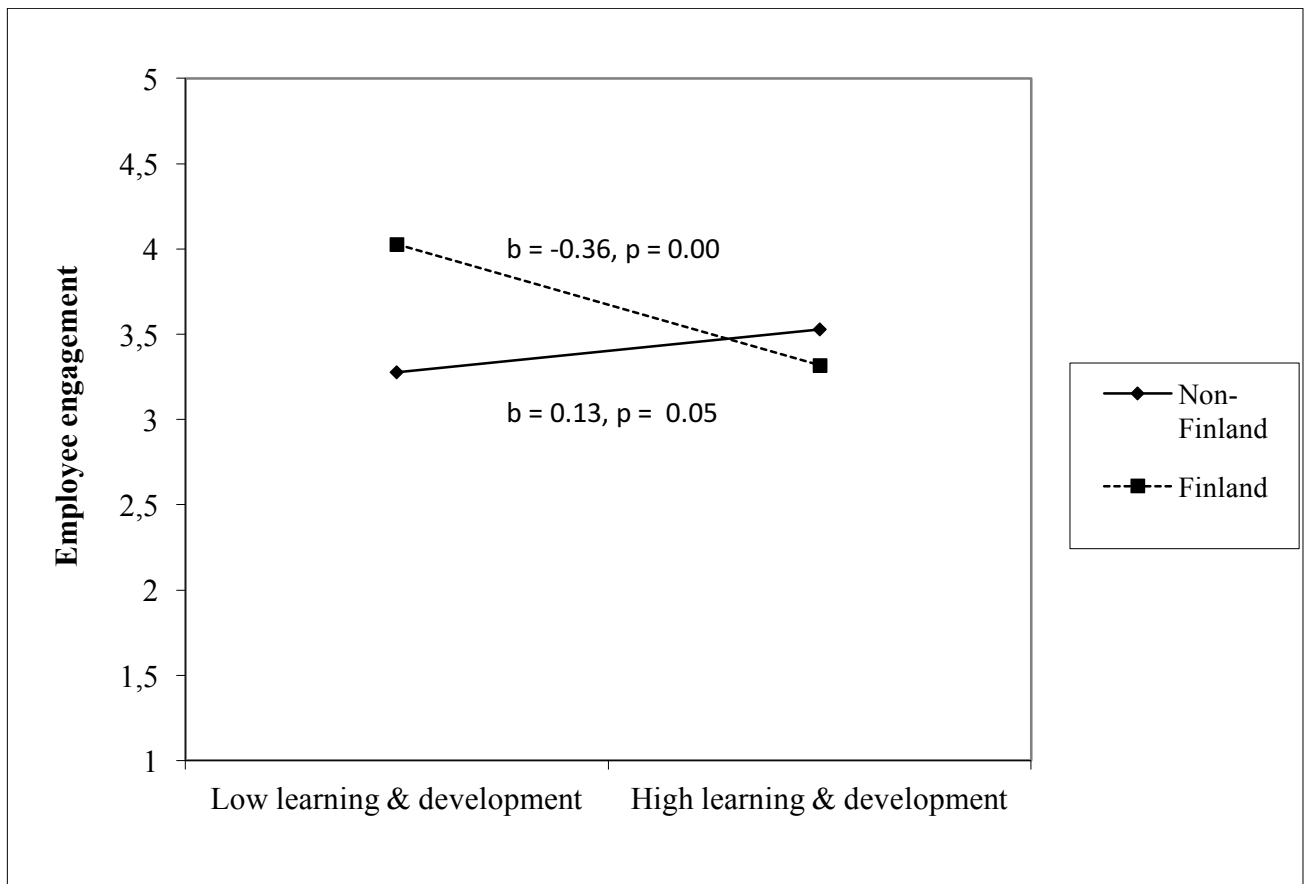 5
4,5
4
3,5
3
2,5
2
1,5
1
Employee engagement
b = -0.36, p = 0.00
b = 0.13, p =  0.05
Low learning & development
High learning & development
Non-
Finland
Finland